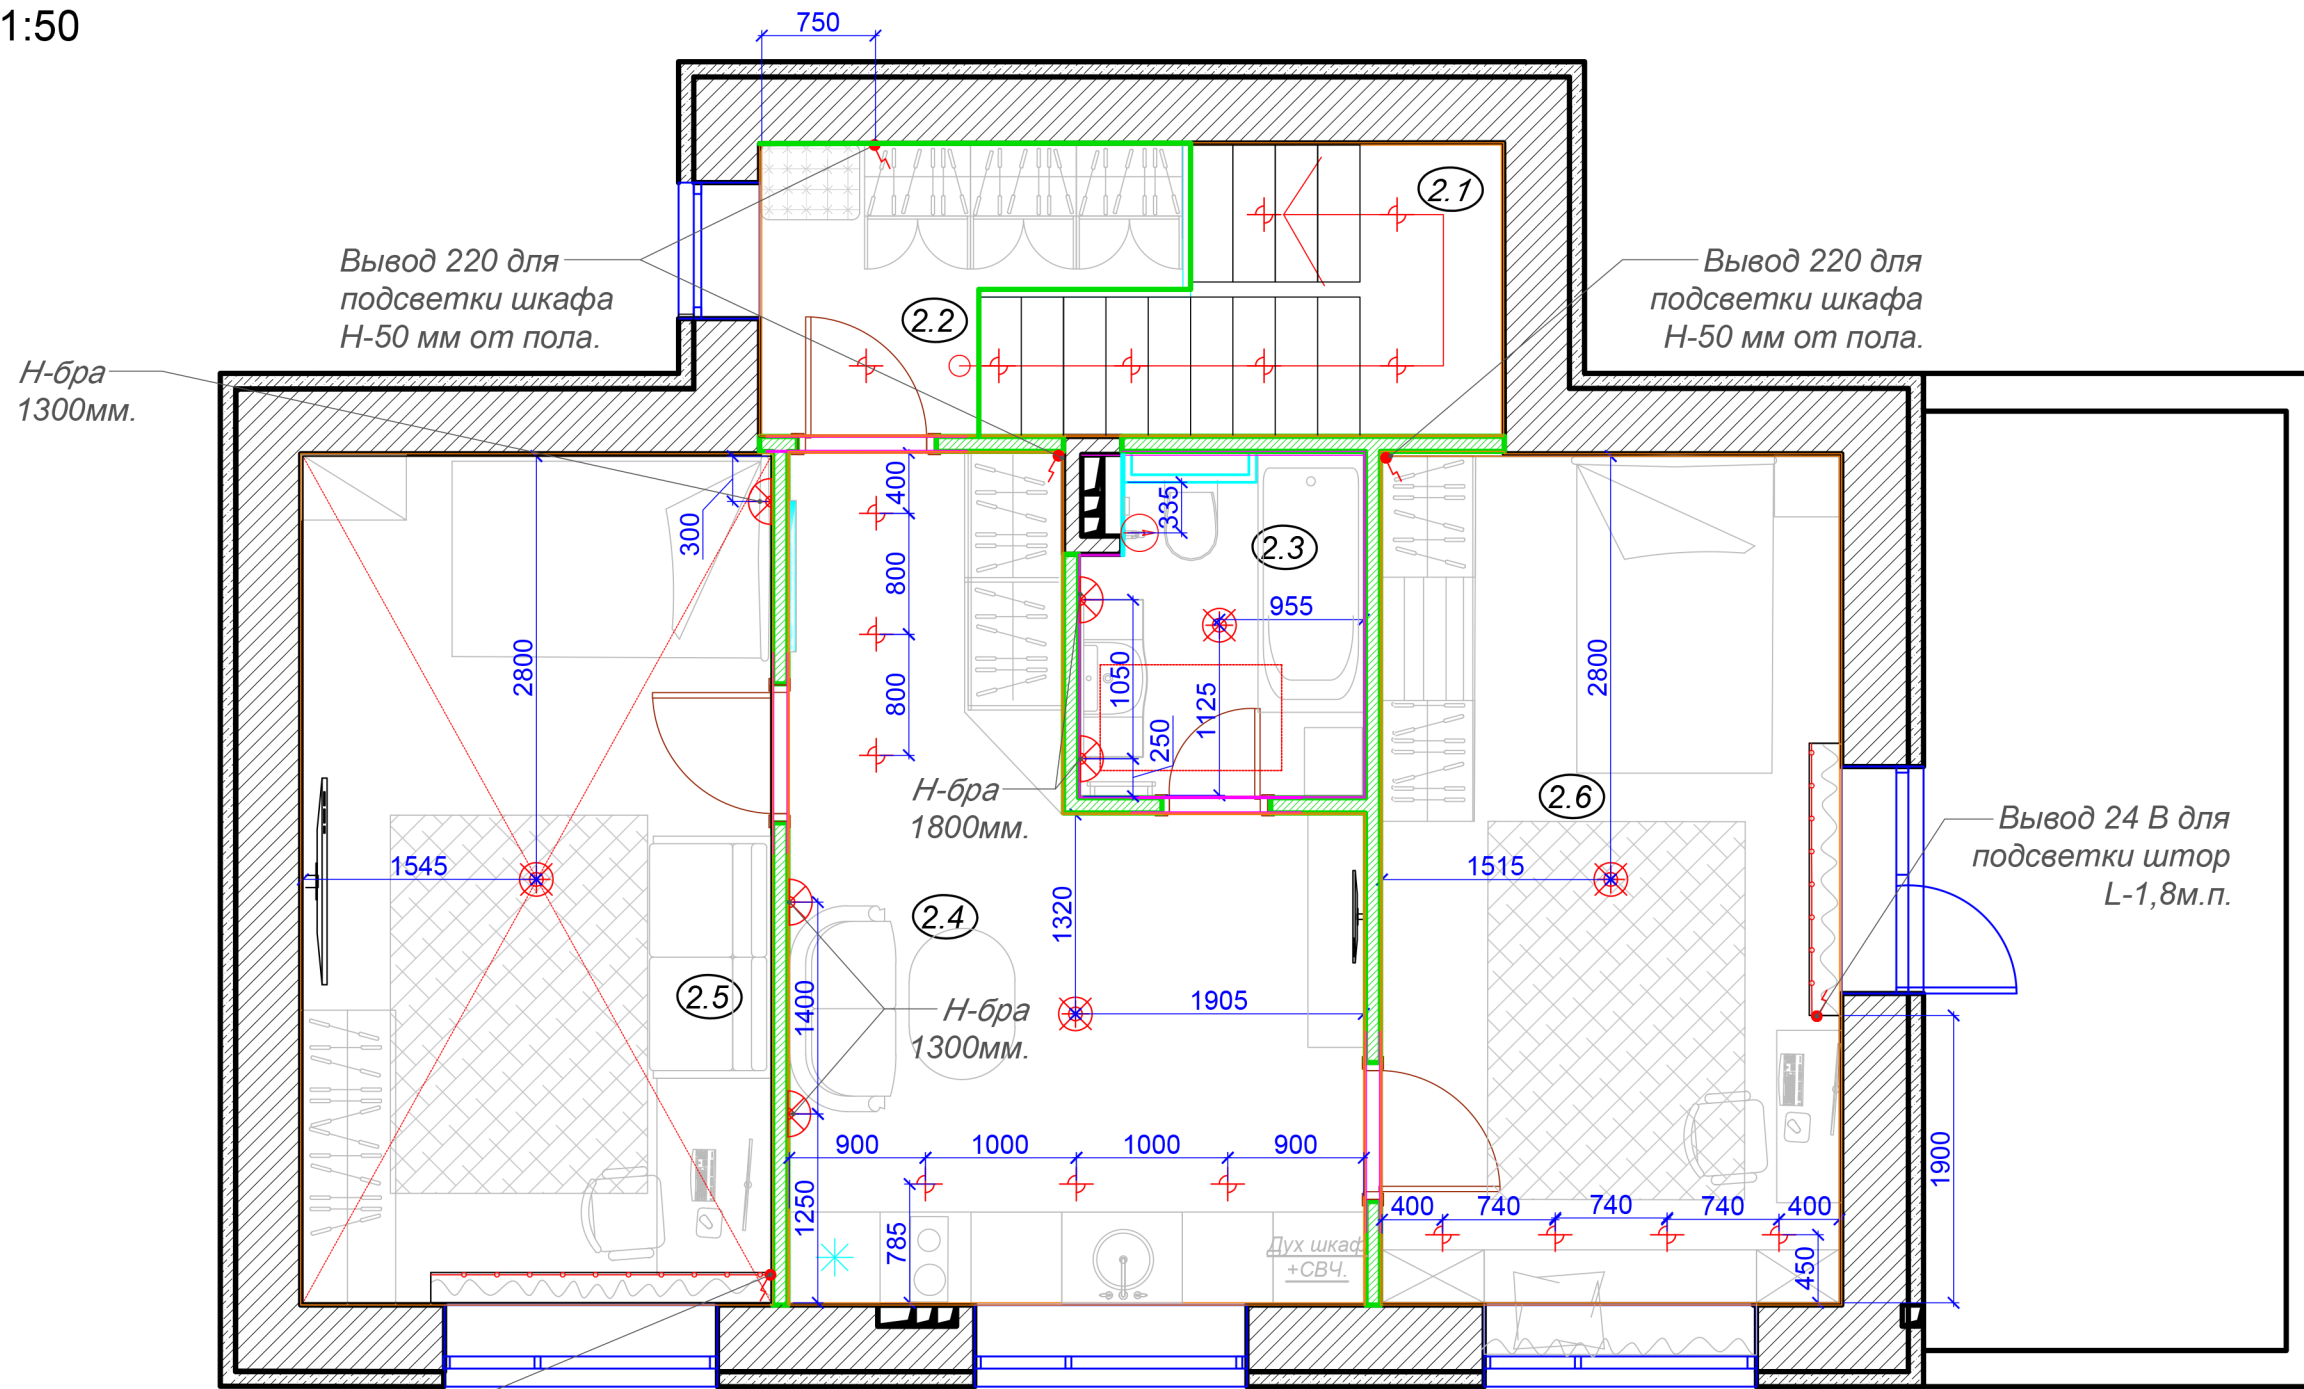 1:50
750
2.1
Вывод 220 для
подсветки шкафа
Н-50 мм от пола.
Вывод 220 для
подсветки шкафа
Н-50 мм от пола.
2.2
Н-бра
1300мм.
300
400
335
2.3
800
955
2800
2800
1050
800
1125
250
Н-бра
1800мм.
2.6
Вывод 24 В для
подсветки штор
L-1,8м.п.
1545
1515
2.4
1320
2.5
1400
1905
Н-бра
1300мм.
900
1000
1000
900
1900
1250
785
400
740
740
740
400
450
Дух шкаф
+СВЧ.